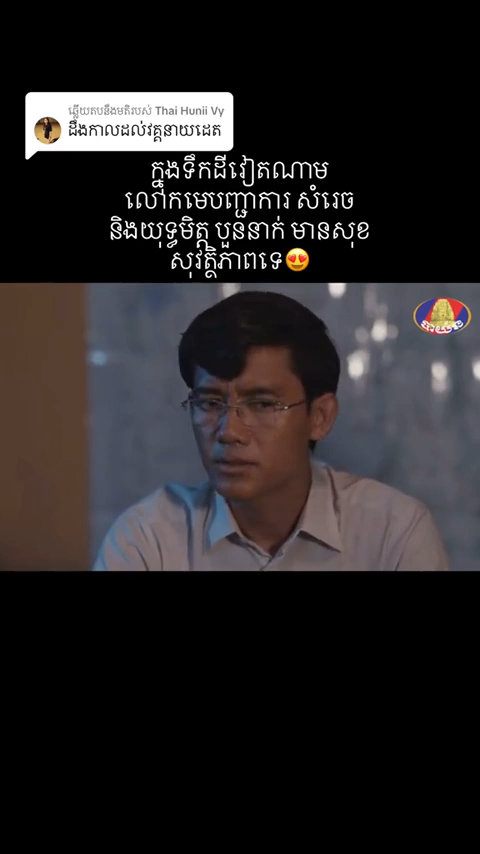 ឆ្លើយតបនឹងមតិរបស់ Thai Hunii Vy
ដឹងកាលដល់វគ្គនាយដេត
ក្នុងទឹកដីវៀតណាម
លោកមេបញ្ជាការ សំរេច
និងយុទ្ធមិត្ត បួននាក់ មានសុខ
សុវត្ថិភាពទេ😍
បាយ័ន